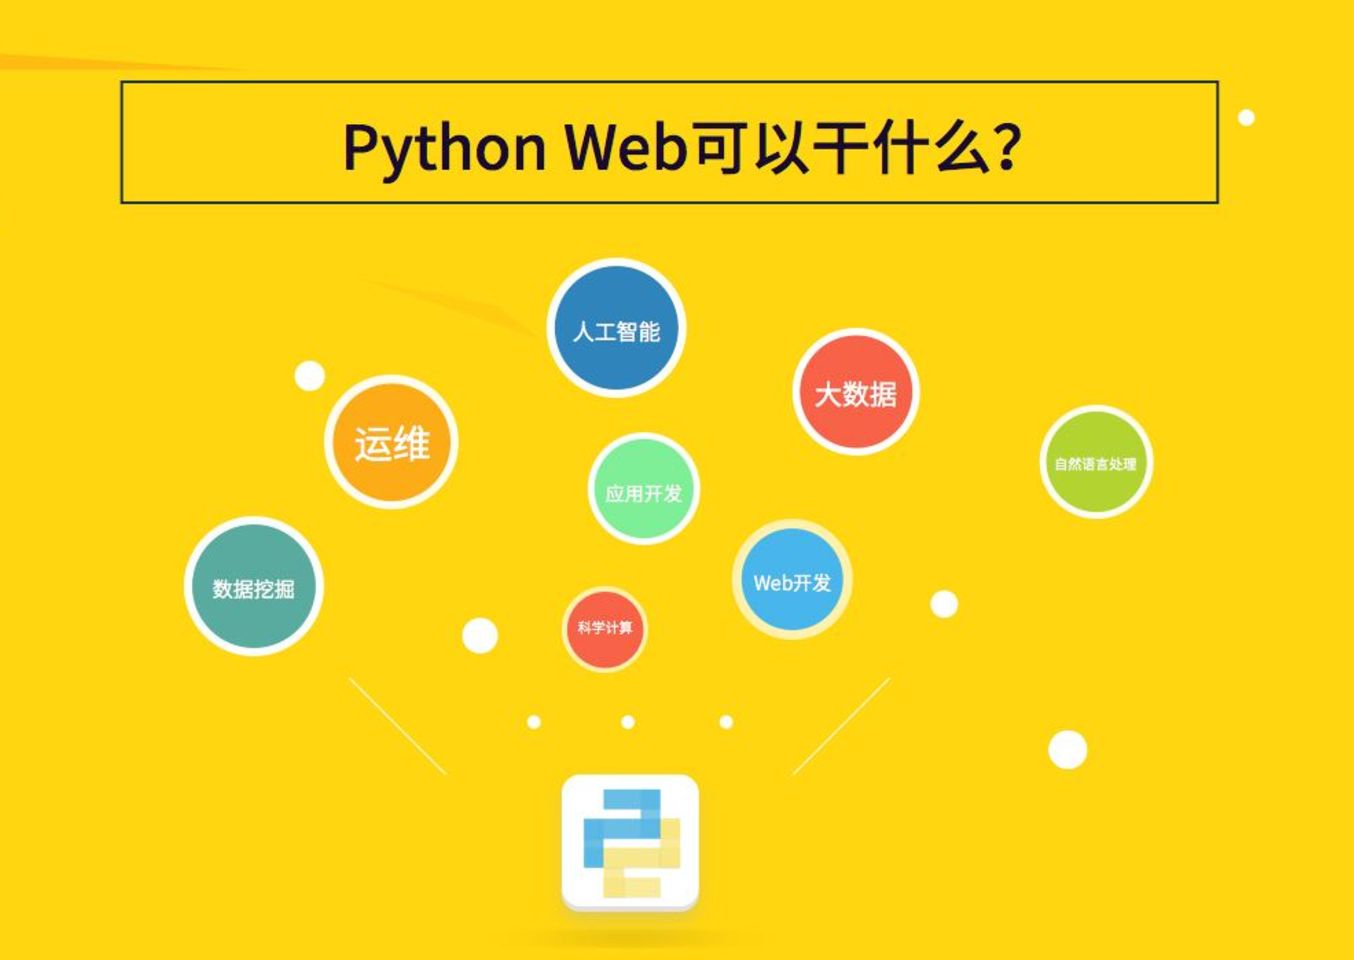 Python Web可以干什么？
人工智能
大数据
运维
自然语言处理
应用开发
数据挖掘
Web开发
科学计算